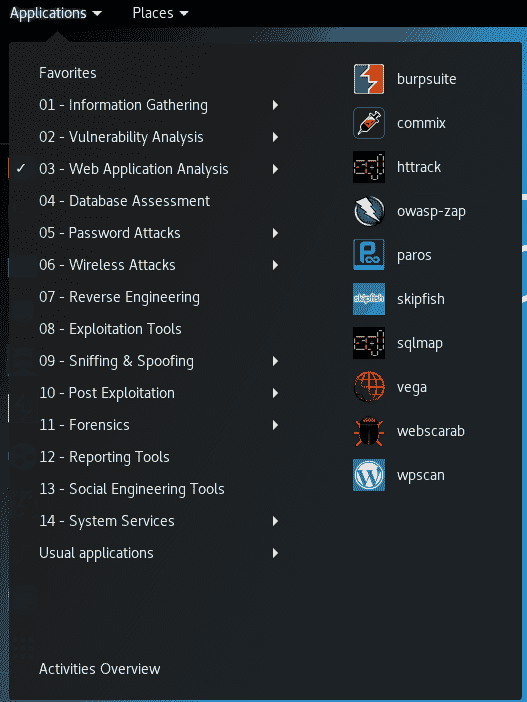 Applications Places
Favorites
01 - Information Gathering
02 - Vulnerability Analysis
03 - Web Application Analysis
04 - Database Assessment
05 - Password Attacks
06 - Wireless Attacks
07 - Reverse Engineering
08 - Exploitation Tools
09 - Sniffing & Spoofing
10 - Post Exploitation
11 - Forensics
12 - Reporting Tools
13 - Social Engineering Tools
14 - System Services
Usual applications
Activities Overview
burpsuite
commix
httrack
owasp-zap
paros
skipfish
sqlmap
vega
webscarab
wpscan